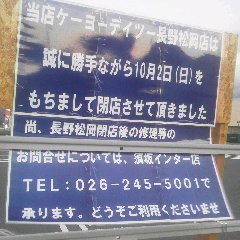 当店ケーヨーデイツー長野松岡店は
誠に勝手ながら10月2日(日)を
もちまして閉店させて頂きました
尚、長野松岡閉店後の修理等の
お問合せについては、須坂インター店
TEL:026-245-5001で
承ります。どうぞご利用くださいませ